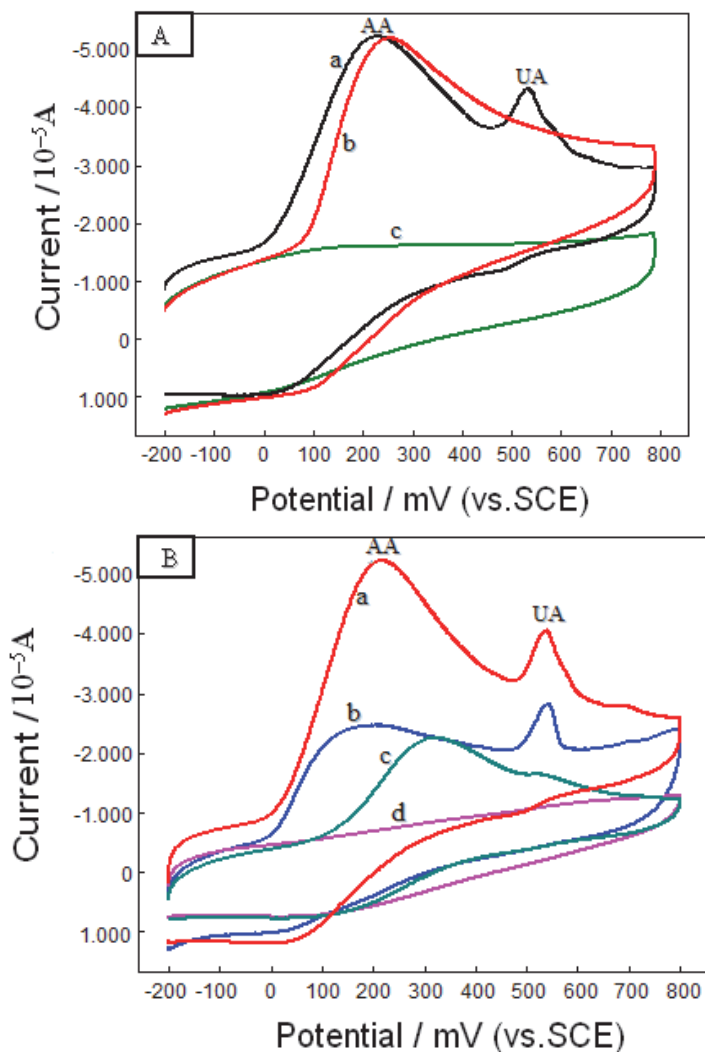 A
AA
a
UA
b
c
-5.000
-4.000
-3.000
-2.000
-1.000
0
1.000
Current /10⁻⁵A
-200 -100 0 100 200 300 400 500 600 700 800
Potential / mV (vs.SCE)
B
AA
a
UA
b
c
d
-5.000
-4.000
-3.000
-2.000
-1.000
0
1.000
Current /10⁻⁵A
-200 -100 0 100 200 300 400 500 600 700 800
Potential / mV (vs.SCE)